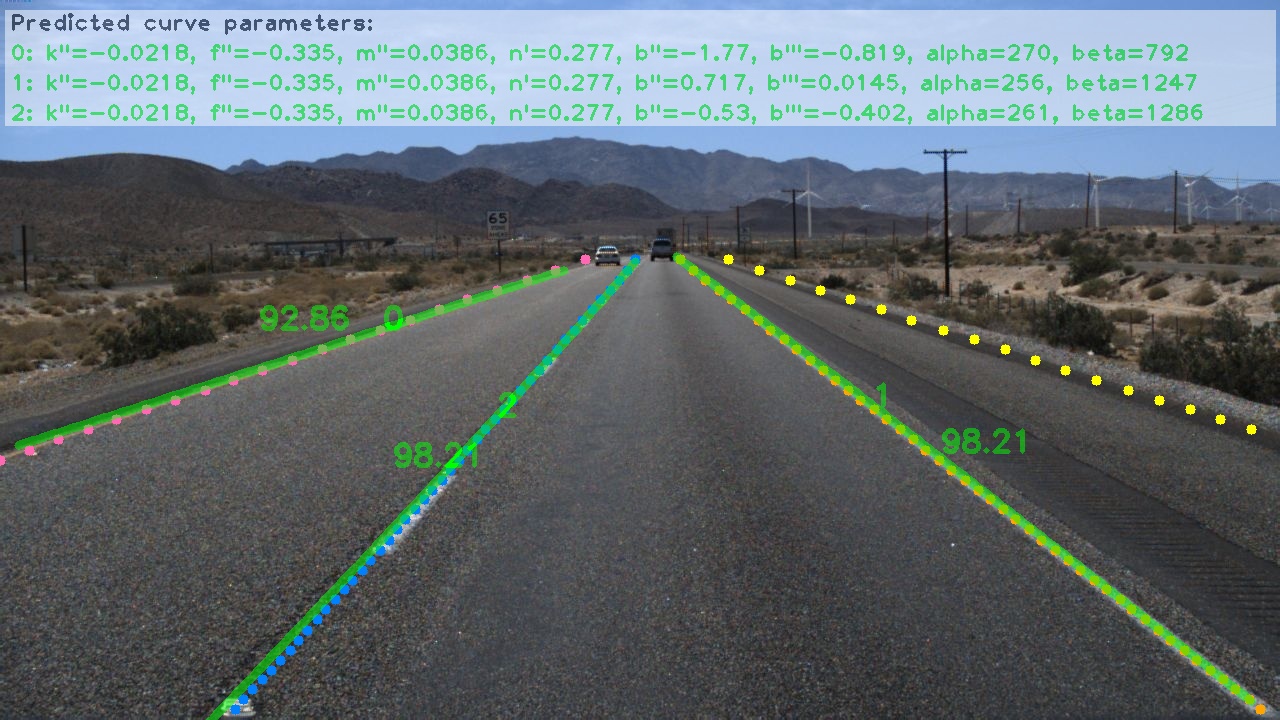 Predicted curve parameters:
0: k''=-0.0218, f''=-0.335, m''=0.0386, n'=0.277, b''=-1.77, b'''=-0.819, alpha=270, beta=792
1: k''=-0.0218, f''=-0.335, m''=0.0386, n'=0.277, b''=0.717, b'''=0.0145, alpha=256, beta=1247
2: k''=-0.0218, f''=-0.335, m''=0.0386, n'=0.277, b''=-0.53, b'''=-0.402, alpha=261, beta=1286
65
92.86 0
2
1
98.21
98.21